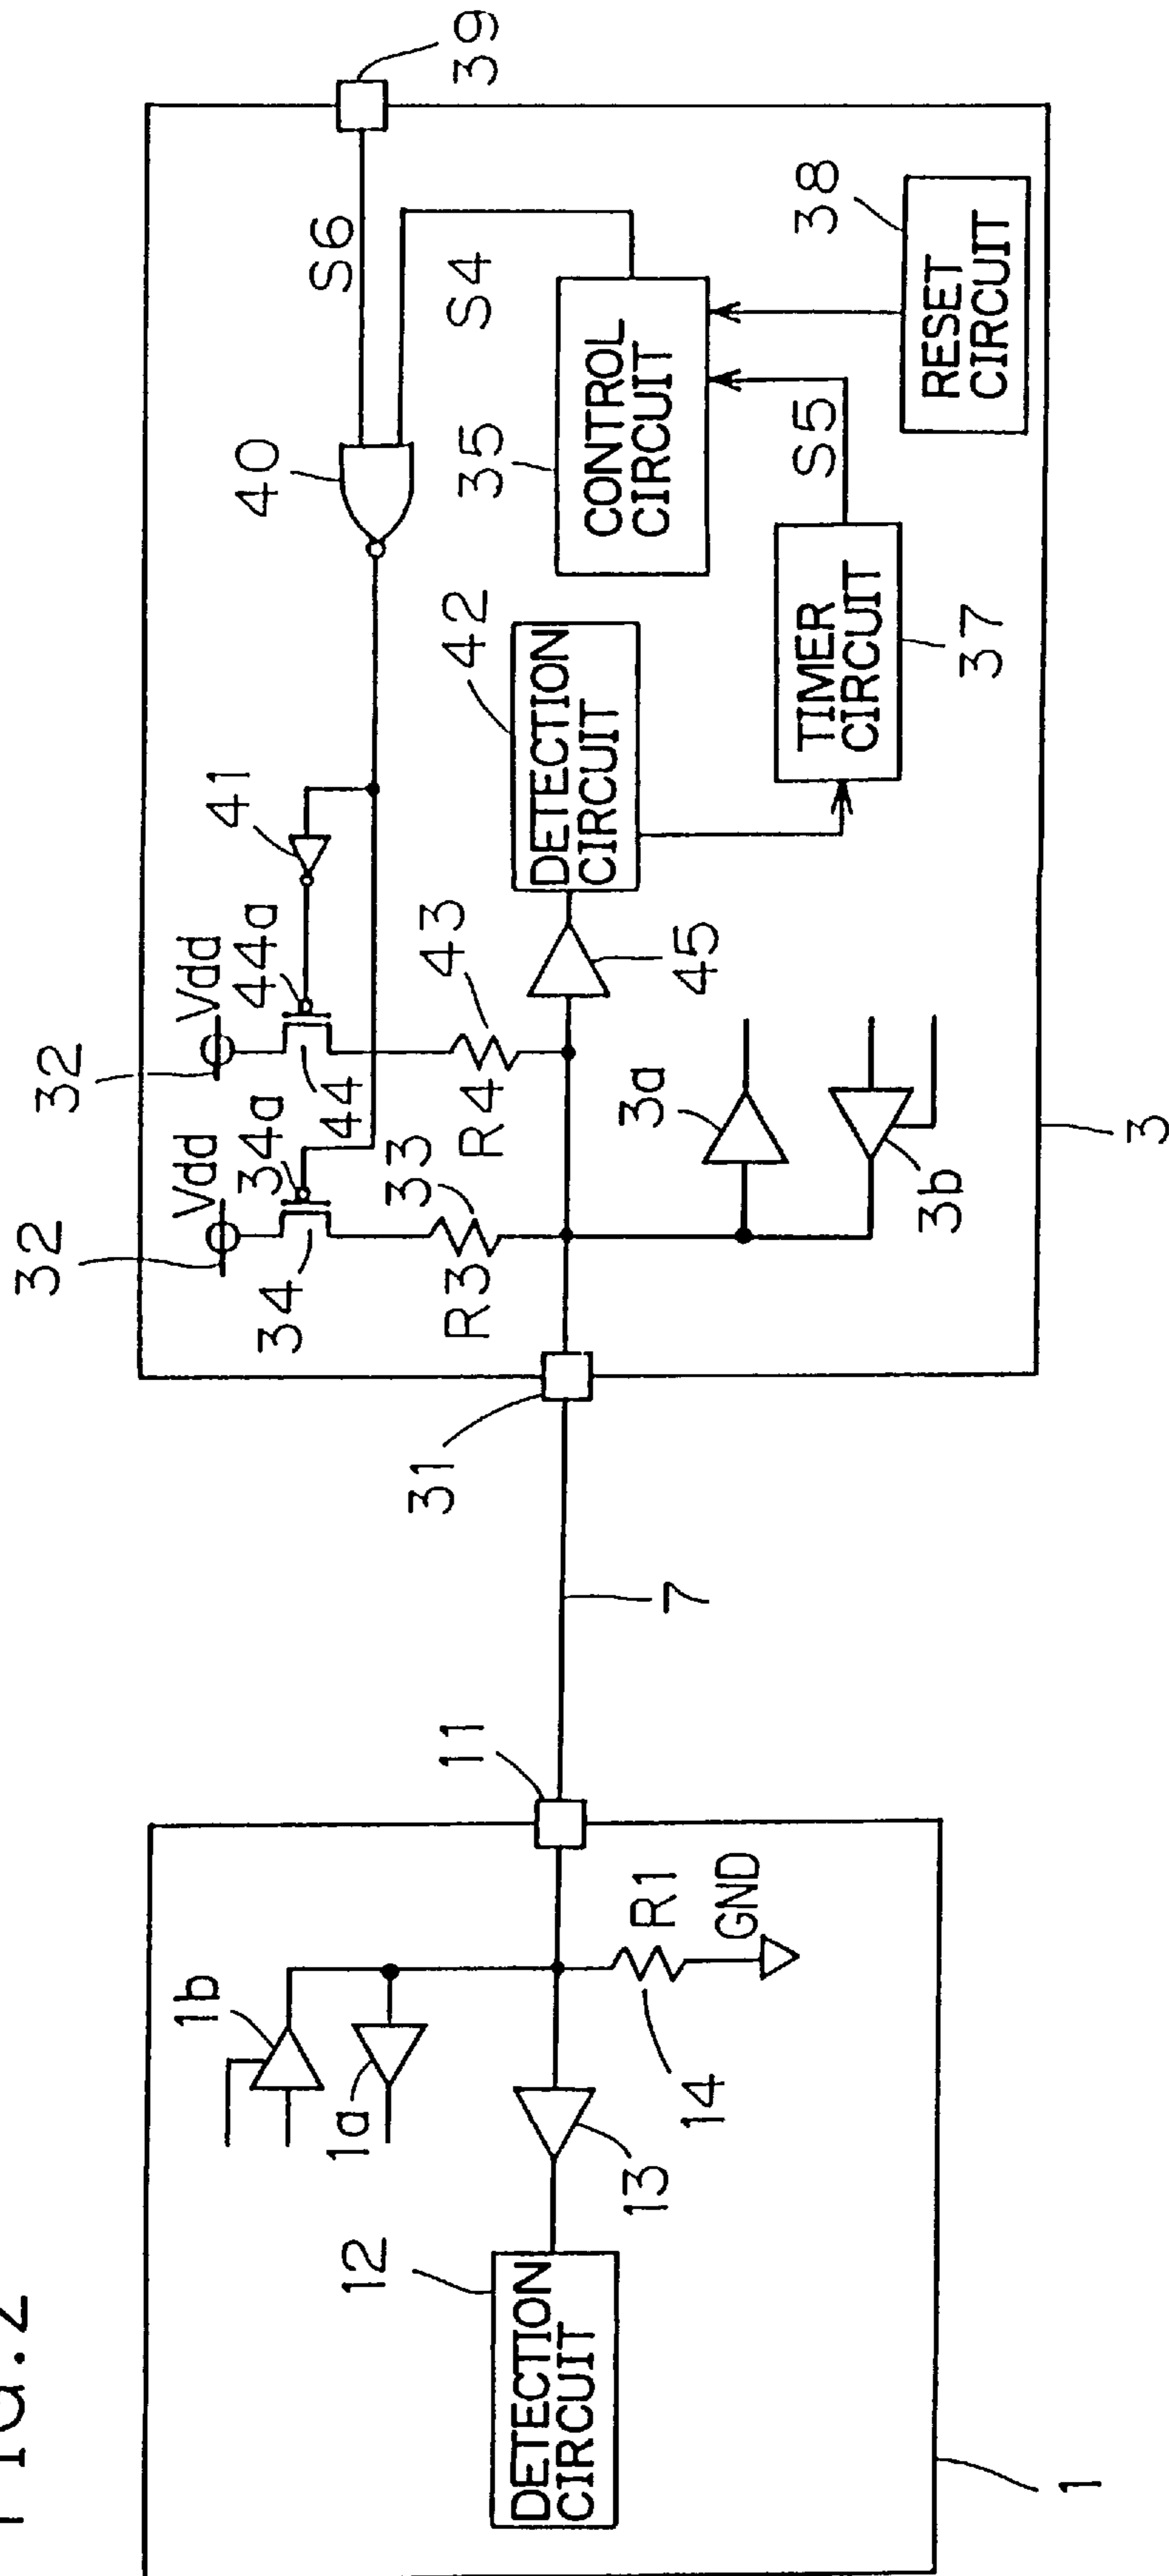 FIG.2
1
DETECTION
CIRCUIT
12
13
1a
1b
14
R1
GND
11
7
31
32
Vdd
34
34a
R3
33
32
Vdd
44
44a
R4
43
41
40
S6
39
S4
45
DETECTION
CIRCUIT
42
CONTROL
CIRCUIT
35
3a
3b
TIMER
CIRCUIT
37
S5
RESET
CIRCUIT
38
3